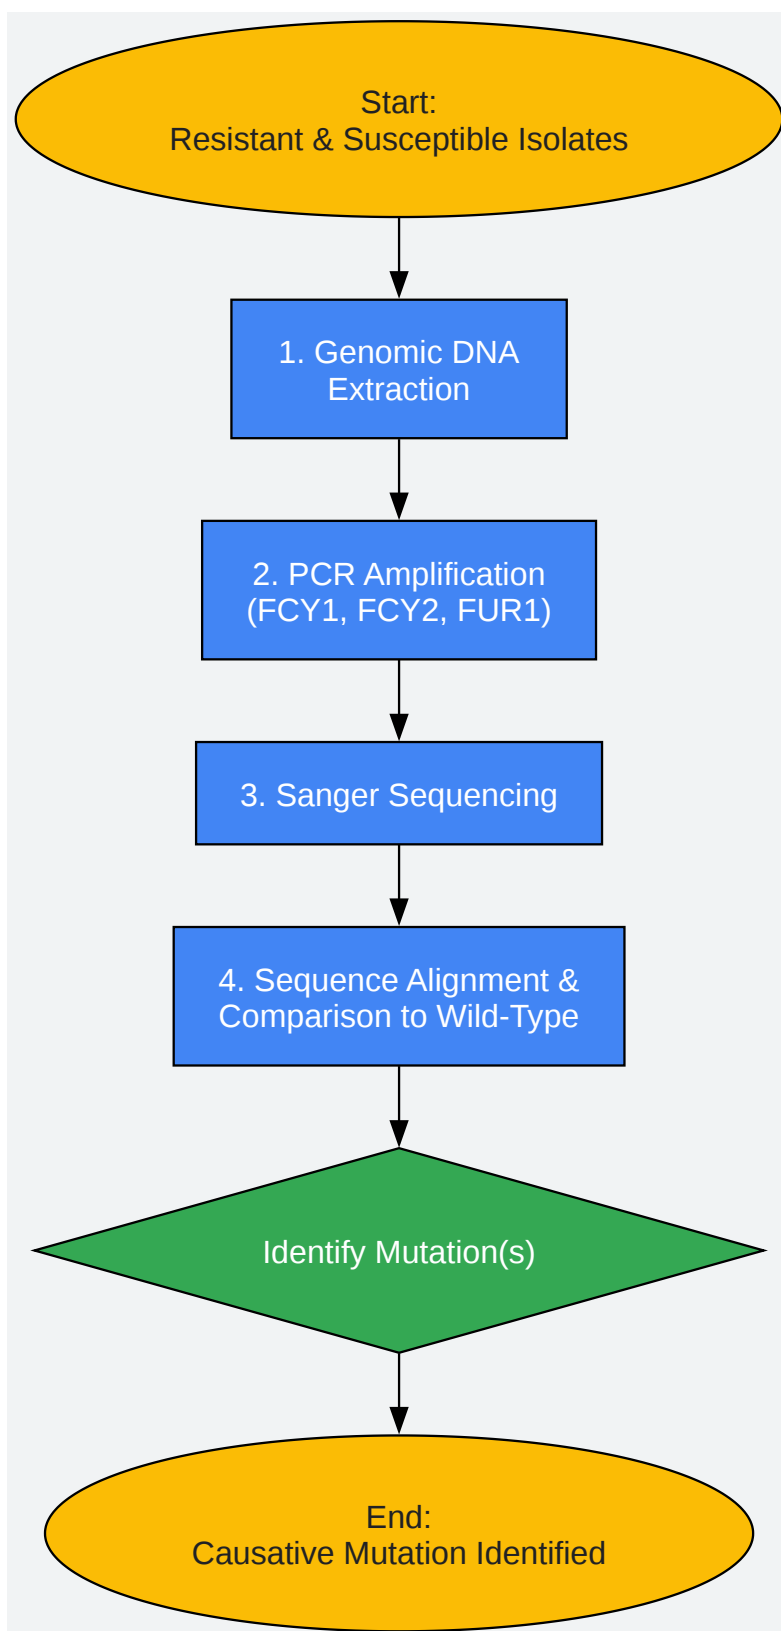 Start:
Resistant & Susceptible Isolates
1. Genomic DNA
Extraction
2. PCR Amplification
(FCY1, FCY2, FUR1)
3. Sanger Sequencing
4. Sequence Alignment &
Comparison to Wild-Type
Identify Mutation(s)
End:
Causative Mutation Identified